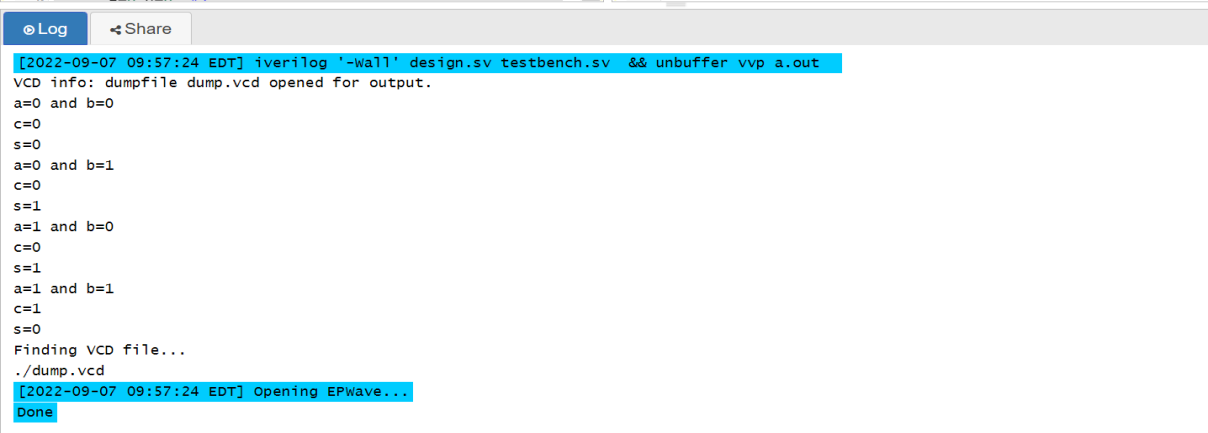 Log Share
[2022-09-07 09:57:24 EDT] iverilog '-Wall' design.sv testbench.sv  && unbuffer vvp a.out
VCD info: dumpfile dump.vcd opened for output.
a=0 and b=0
c=0
s=0
a=0 and b=1
c=0
s=1
a=1 and b=0
c=0
s=1
a=1 and b=1
c=1
s=0
Finding VCD file...
./dump.vcd
[2022-09-07 09:57:24 EDT] Opening EPWave...
Done